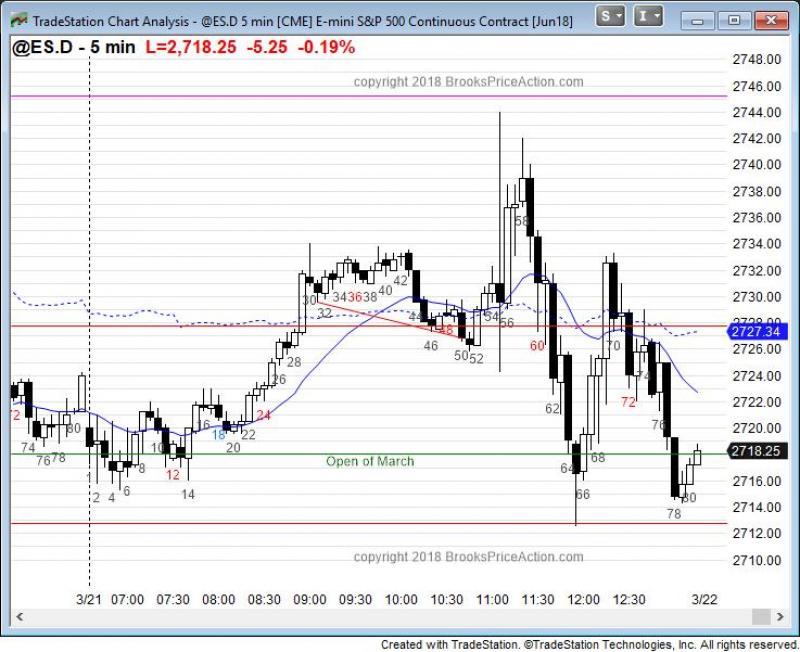 TradeStation Chart Analysis - @ES.D 5 min [CME] E-mini S&P 500 Continuous Contract [Jun18]
S I
@ES.D - 5 min L=2,718.25 -5.25 -0.19%
copyright 2018 BrooksPriceAction.com
2748.00
2746.00
2744.00
2742.00
2740.00
2738.00
2736.00
2734.00
2732.00
2730.00
2728.00
2727.34
2726.00
2724.00
2722.00
2720.00
2718.25
2716.00
2714.00
2712.00
2710.00
58
30 32 34 36 38 40 42
44 46 48 50 52 54 56
60 62 64 66 68 70 72 74 76 78 80
72 74 76 78 80
2 4 6 8 10 12 14 16 18 20 22 24 26 28
Open of March
copyright 2018 BrooksPriceAction.com
3/21 07:00 07:30 08:00 08:30 09:00 09:30 10:00 10:30 11:00 11:30 12:00 12:30 3/22
Created with TradeStation. ©TradeStation Technologies, Inc. All rights reserved.